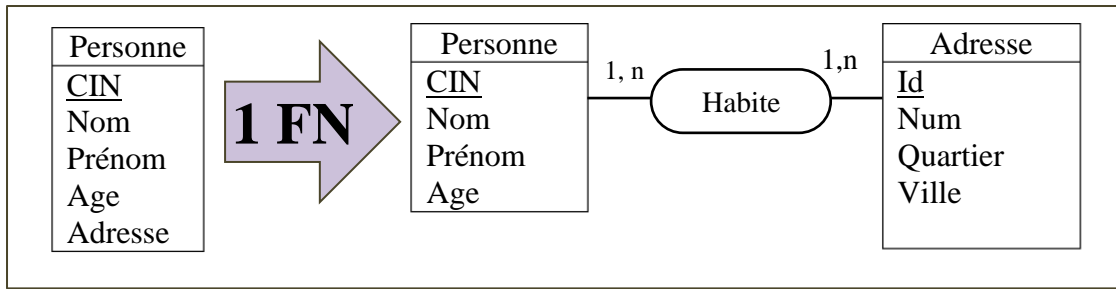 Personne
CIN
Nom
Prénom
Age
Adresse
1 FN
Personne
CIN
Nom
Prénom
Age
1, n
Habite
1,n
Adresse
Id
Num
Quartier
Ville